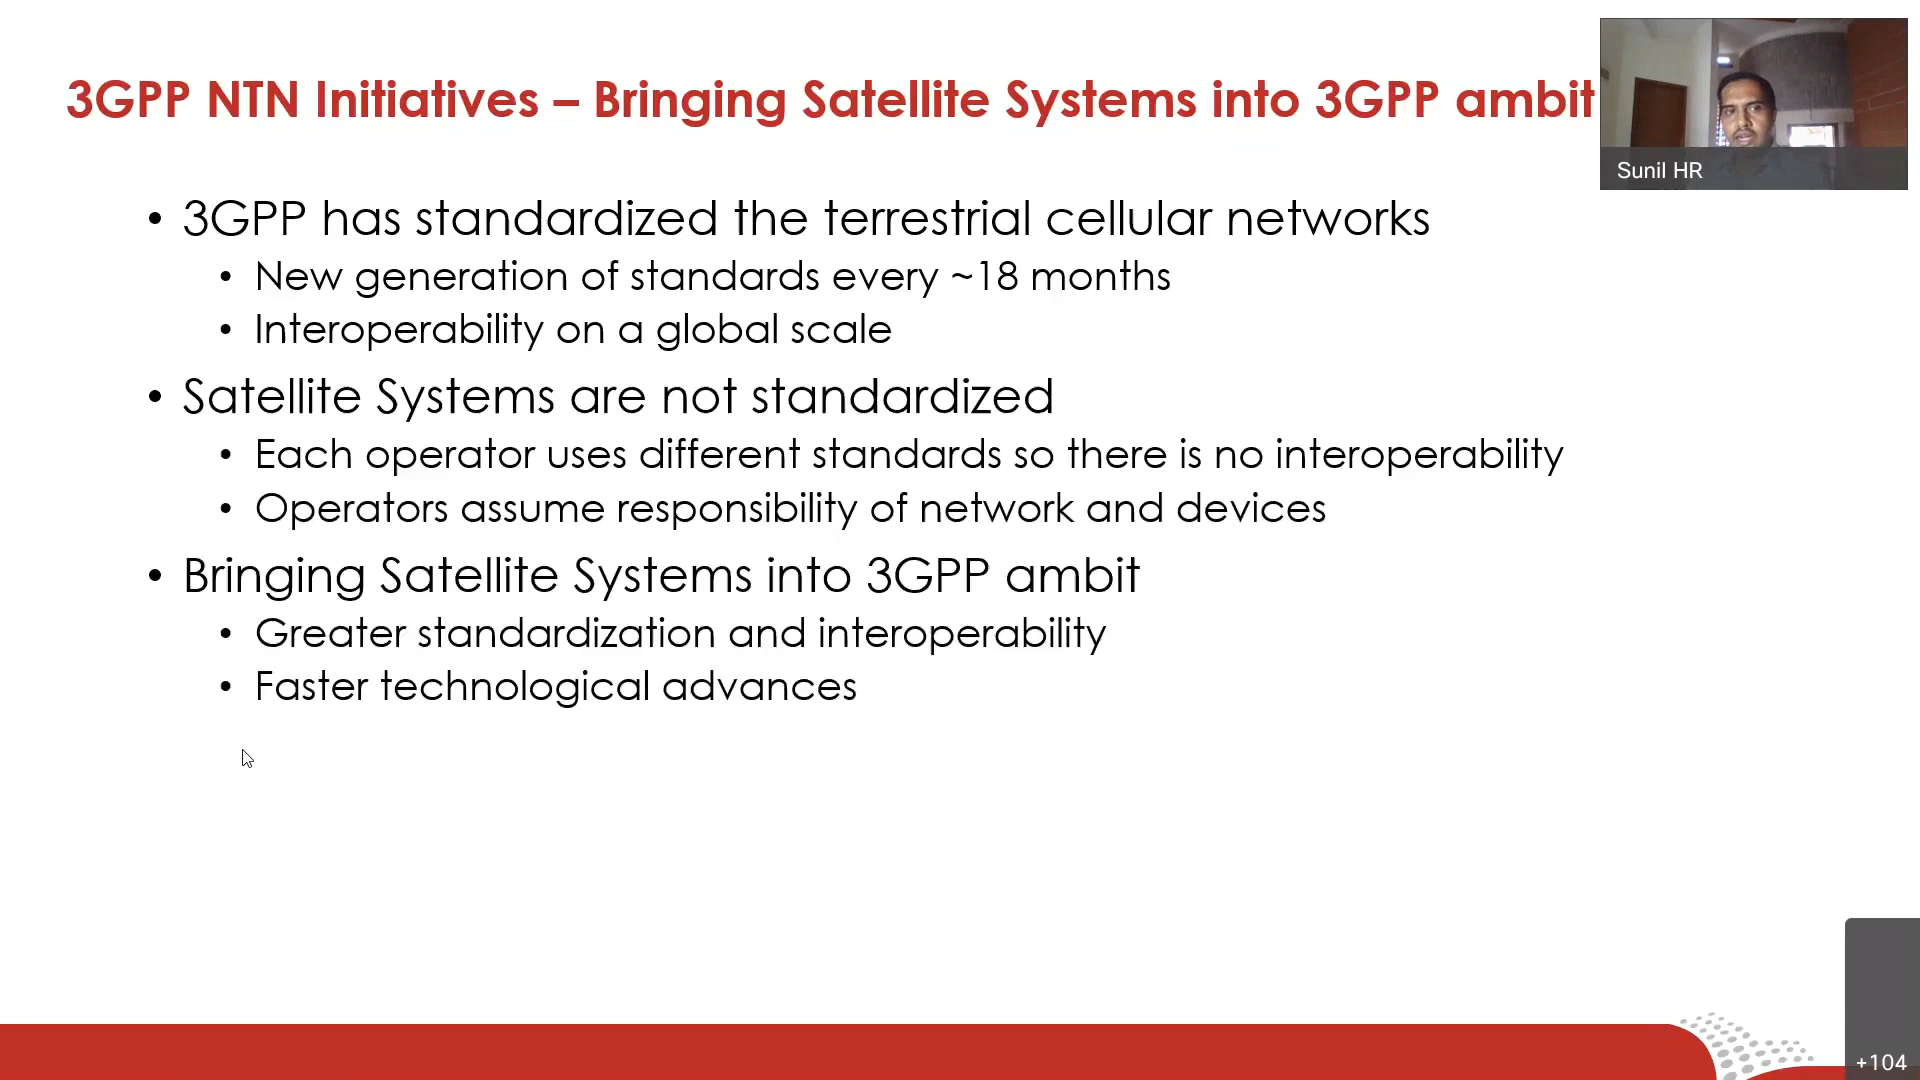 3GPP NTN Initiatives – Bringing Satellite Systems into 3GPP ambit
Sunil HR
• 3GPP has standardized the terrestrial cellular networks
• New generation of standards every ~18 months
• Interoperability on a global scale
• Satellite Systems are not standardized
• Each operator uses different standards so there is no interoperability
• Operators assume responsibility of network and devices
• Bringing Satellite Systems into 3GPP ambit
• Greater standardization and interoperability
• Faster technological advances
+104